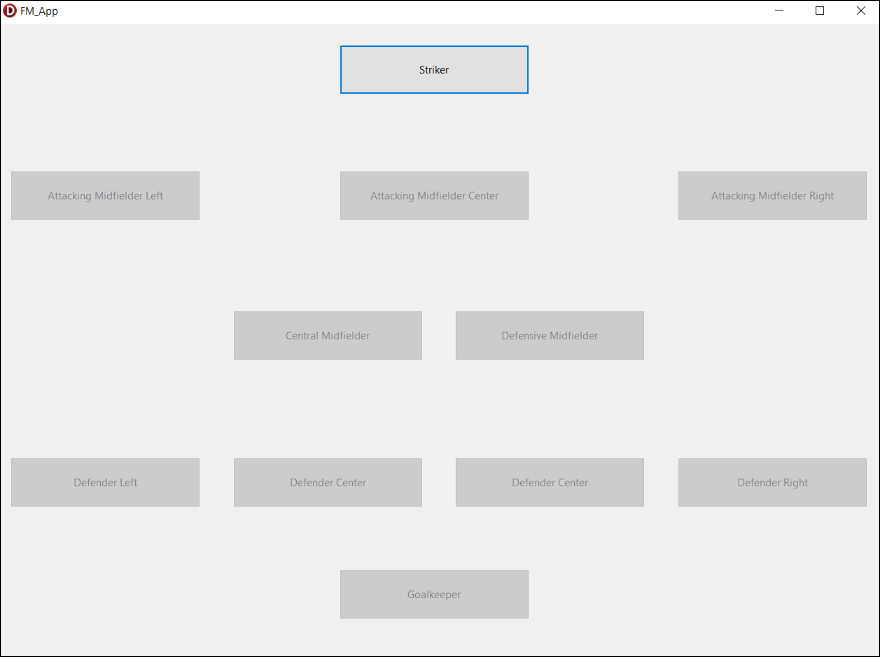 FM_App
Striker
Attacking Midfielder Left
Attacking Midfielder Center
Attacking Midfielder Right
Central Midfielder
Defensive Midfielder
Defender Left
Defender Center
Defender Center
Defender Right
Goalkeeper